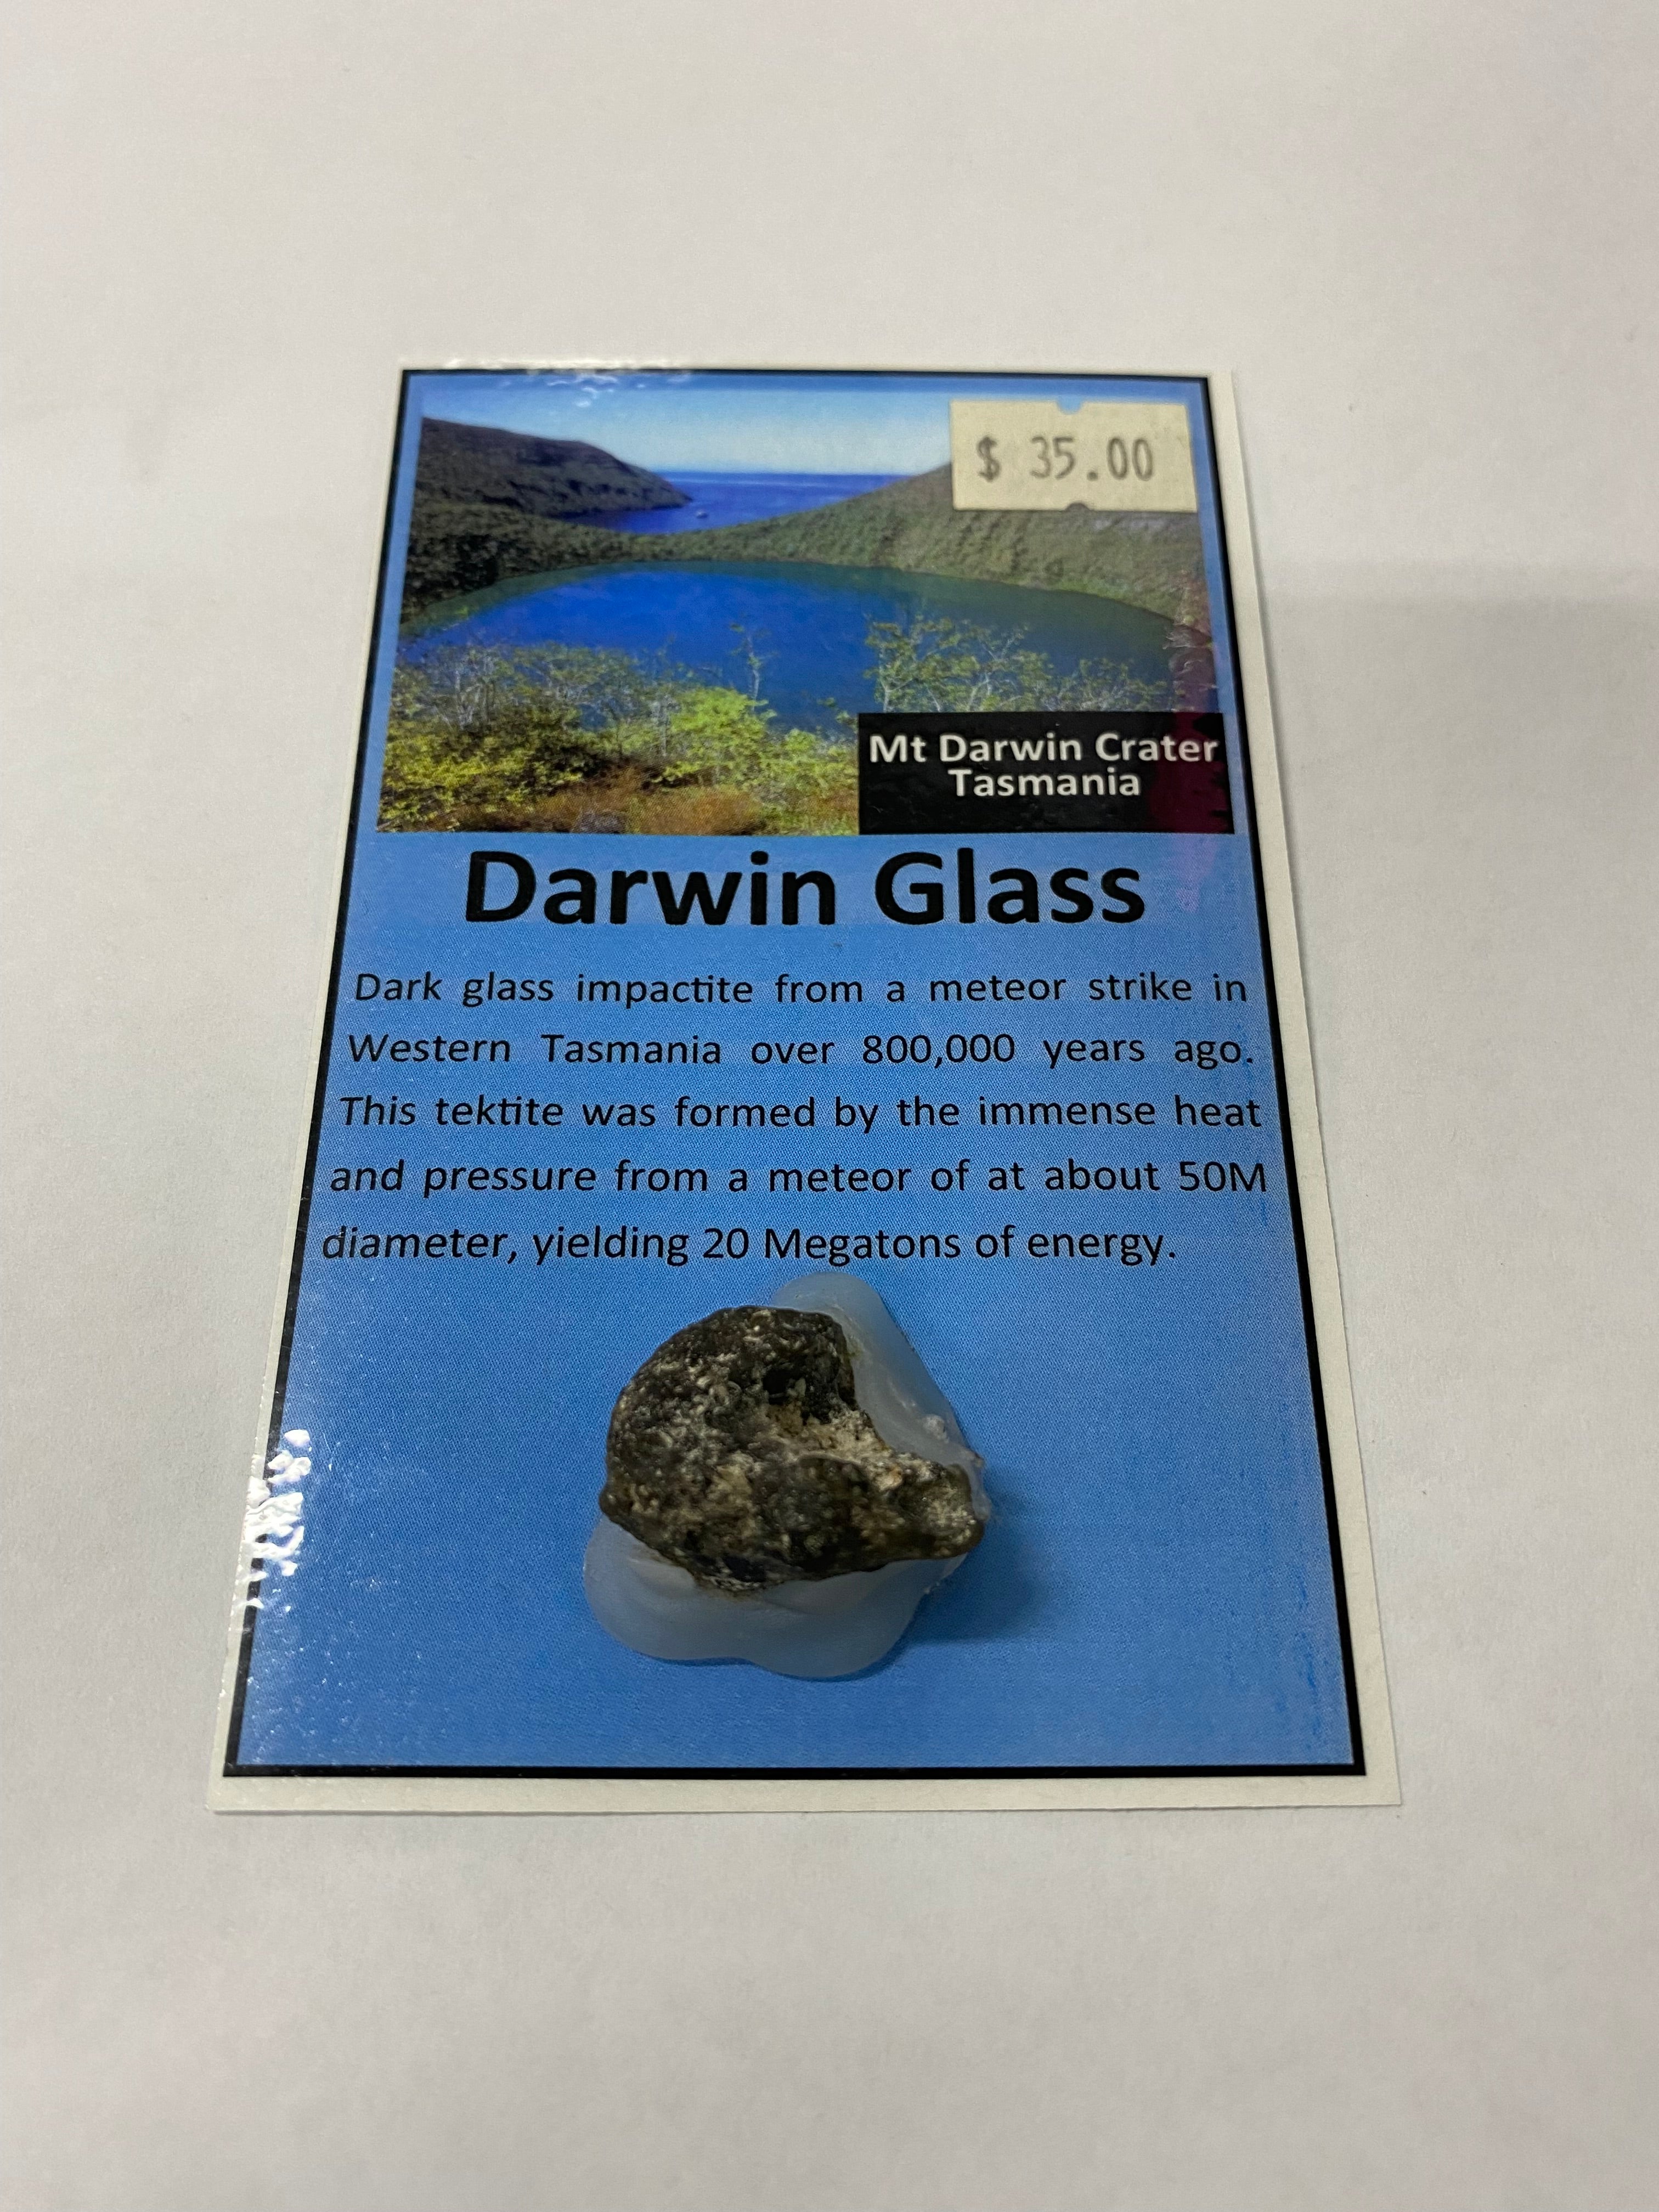 $ 35.00
Mt Darwin Crater
Tasmania
Darwin Glass
Dark glass impactite from a meteor strike in
Western Tasmania over 800,000 years ago.
This tektite was formed by the immense heat
and pressure from a meteor of at about 50M
diameter, yielding 20 Megatons of energy.